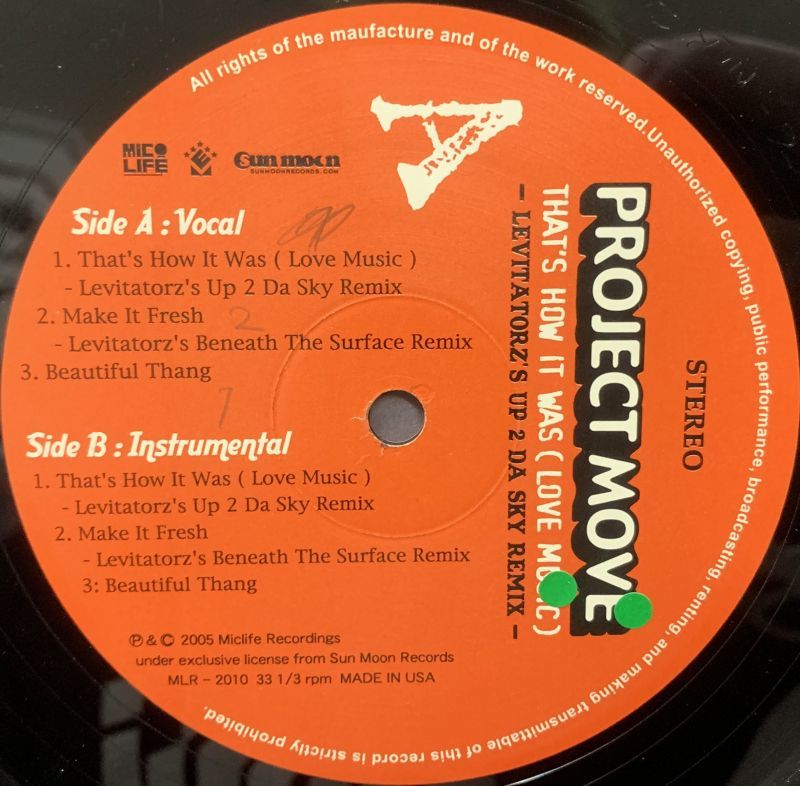 All rights of the maufacture and of the work reserved. Unauthorized copying, public performance, broadcasting, renting, and making transmittable of this record is strictly prohibited.
A
MiCO LIFE
Sun moon
SUNMOONRECORDS.COM
Side A : Vocal
1. That's How It Was ( Love Music )
- Levitatorz's Up 2 Da Sky Remix
2. Make It Fresh
- Levitatorz's Beneath The Surface Remix
3. Beautiful Thang
2
1
Side B : Instrumental
1. That's How It Was ( Love Music )
- Levitatorz's Up 2 Da Sky Remix
2. Make It Fresh
- Levitatorz's Beneath The Surface Remix
3: Beautiful Thang
℗ & © 2005 Miclife Recordings
under exclusive license from Sun Moon Records
MLR - 2010 33 1/3 rpm MADE IN USA
STEREO
PROJECT MOVE
THAT'S HOW IT WAS ( LOVE MUSIC )
- LEVITATORZ'S UP 2 DA SKY REMIX -